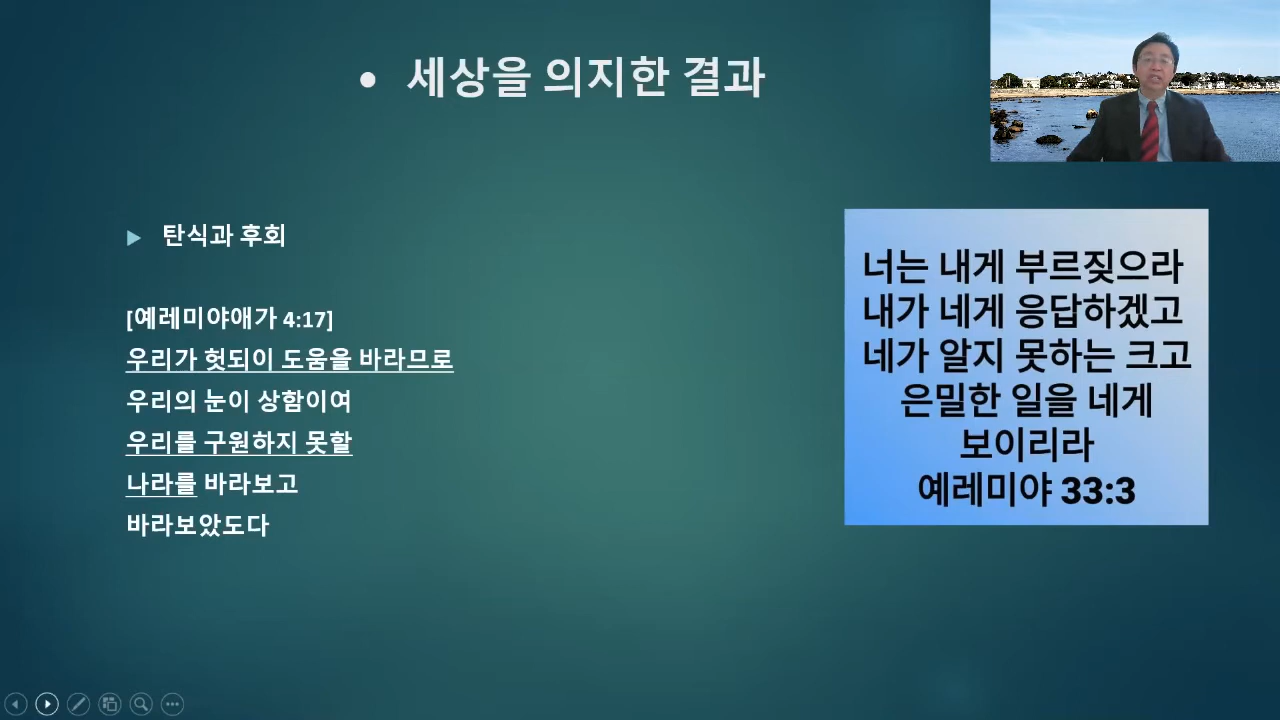 • 세상을 의지한 결과
탄식과 후회
[예레미야애가 4:17]
우리가 헛되이 도움을 바라므로
우리의 눈이 상함이여
우리를 구원하지 못할
나라를 바라보고
바라보았도다
너는 내게 부르짖으라
내가 네게 응답하겠고
네가 알지 못하는 크고
은밀한 일을 네게
보이리라
예레미야 33:3